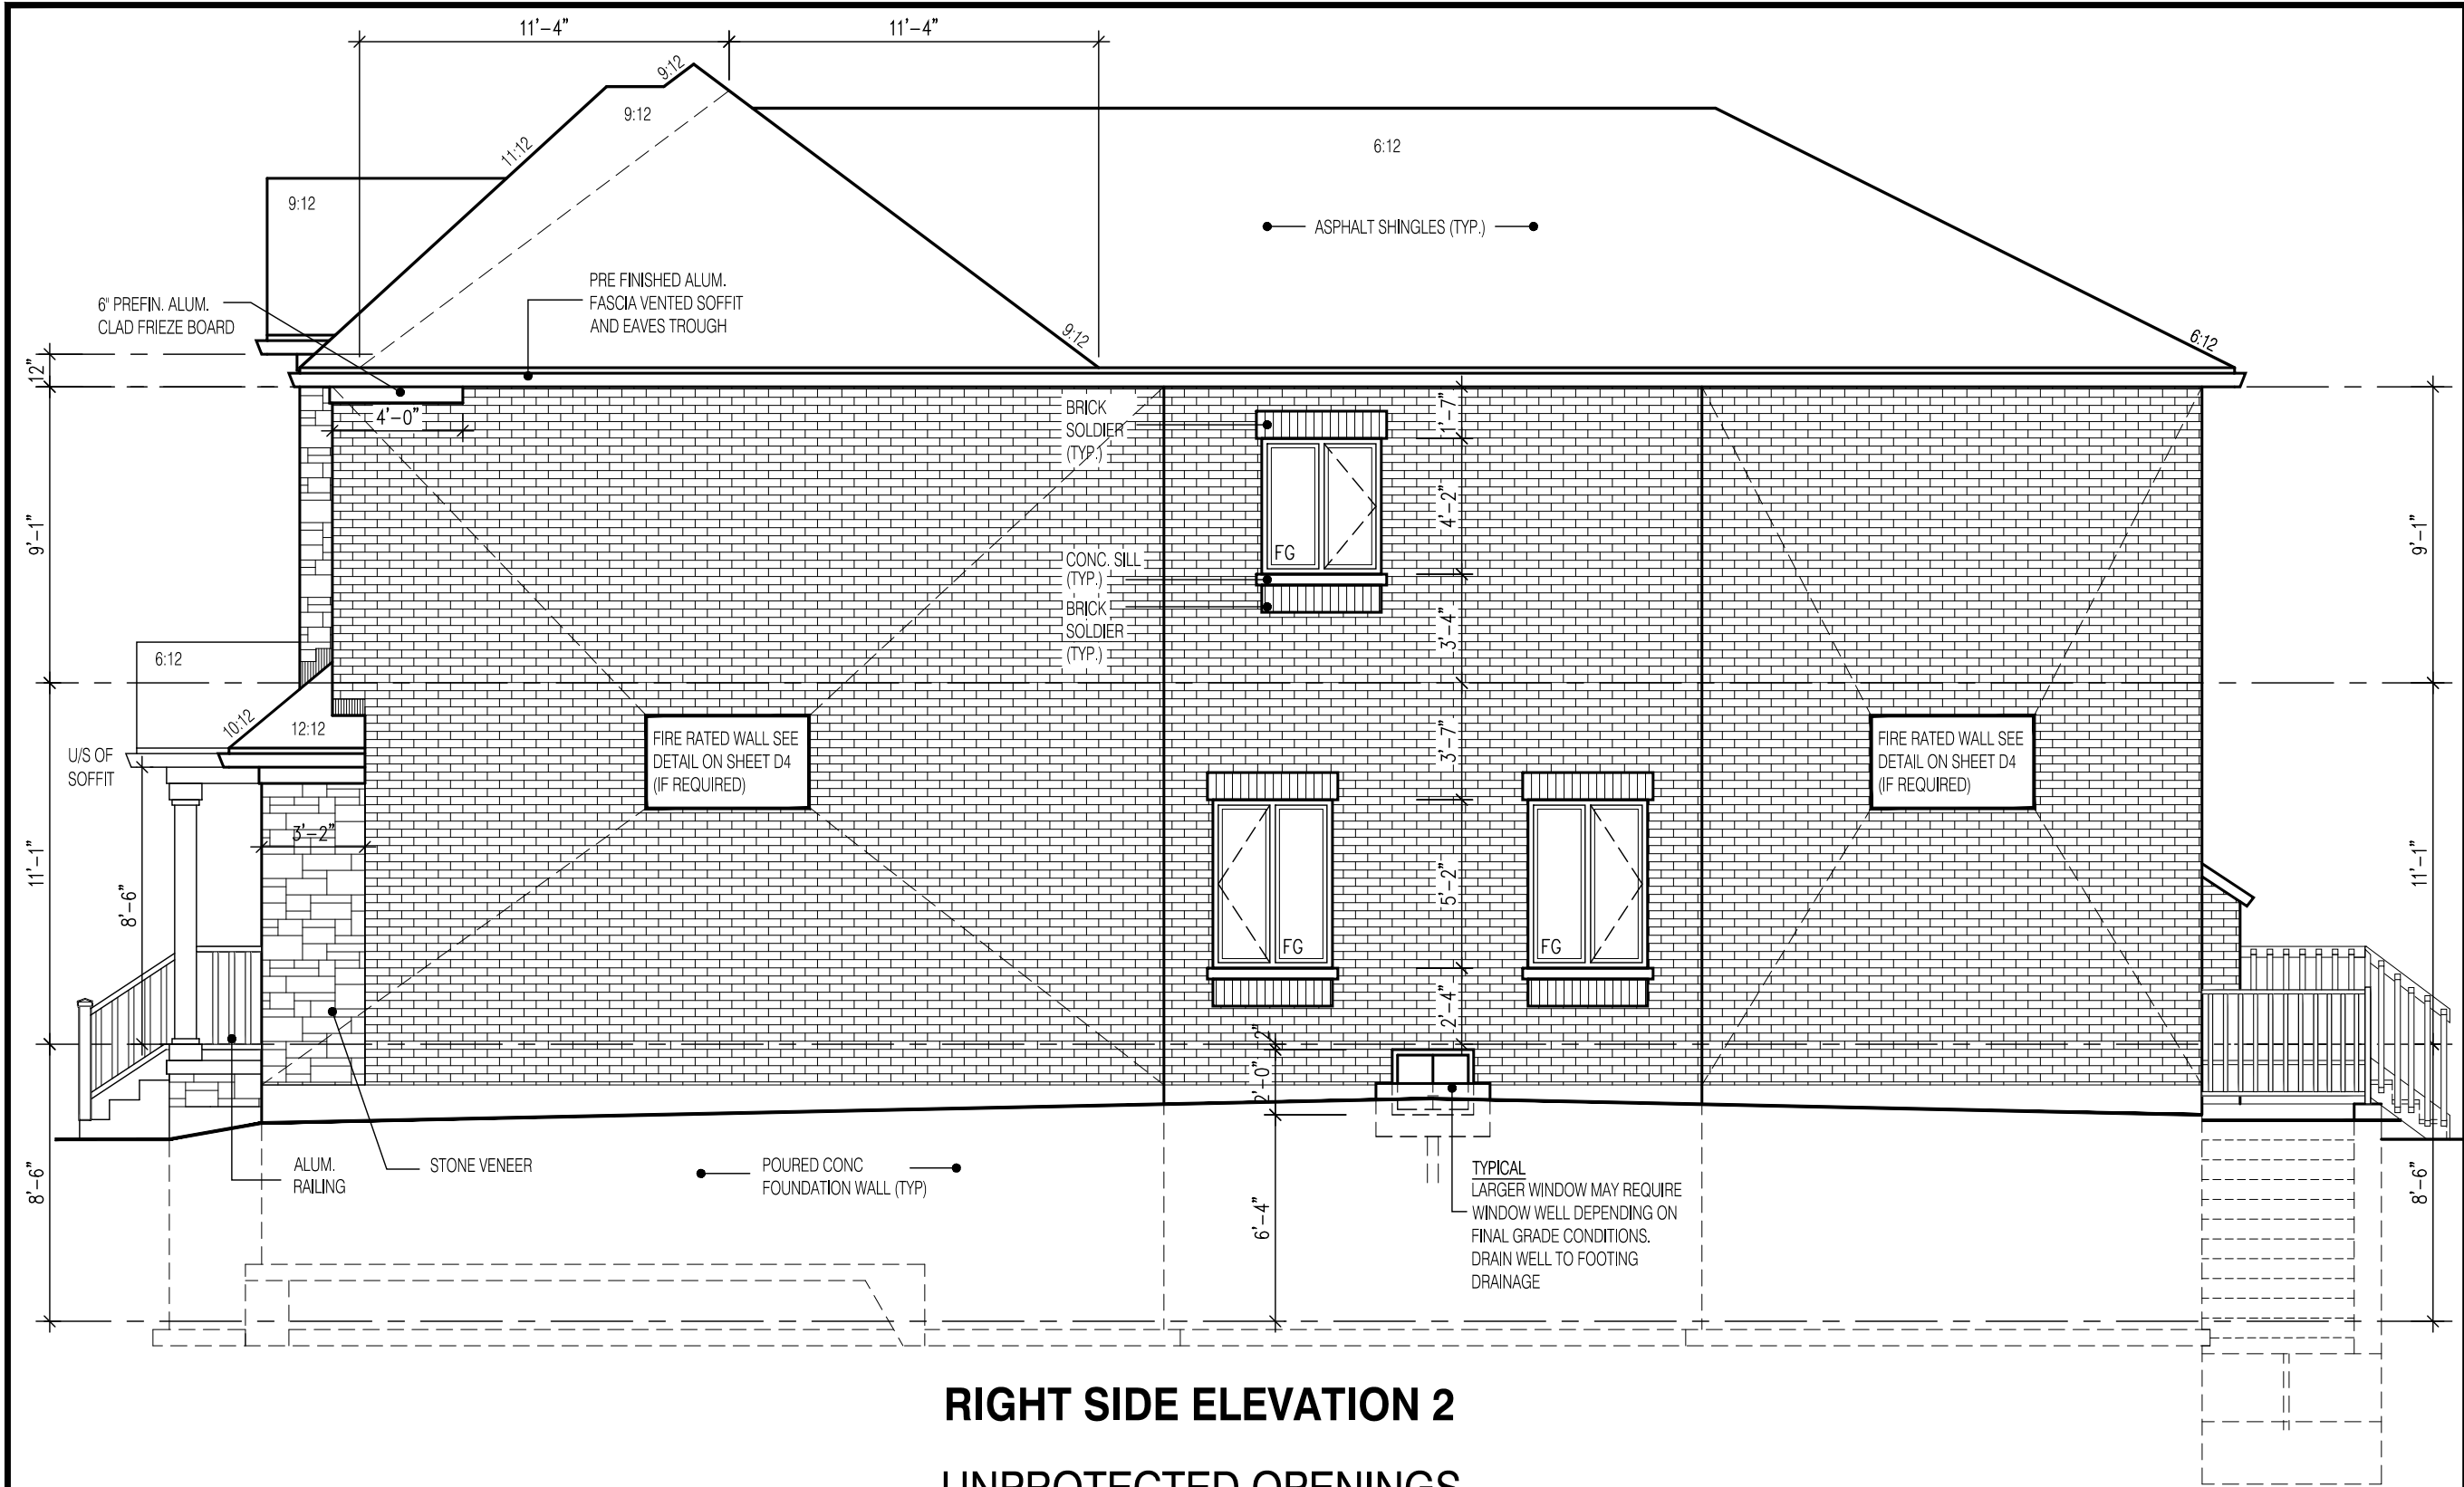 11'-4"
11'-4"
9:12
9:12
11:12
6:12
9:12
ASPHALT SHINGLES (TYP.)
PRE FINISHED ALUM.
FASCIA VENTED SOFFIT
AND EAVES TROUGH
6" PREFIN. ALUM.
CLAD FRIEZE BOARD
9:12
6:12
12"
4'-0"
BRICK
SOLDIER
(TYP.)
1'-7"
4'-2"
9'-1"
9'-1"
FG
CONC. SILL
(TYP.)
BRICK
SOLDIER
(TYP.)
3'-4"
6:12
10:12
12:12
U/S OF
SOFFIT
FIRE RATED WALL SEE
DETAIL ON SHEET D4
(IF REQUIRED)
3'-7"
FIRE RATED WALL SEE
DETAIL ON SHEET D4
(IF REQUIRED)
3'-2"
11'-1"
8'-6"
5'-2"
11'-1"
FG
FG
2'-4"
2"
2'-0"
ALUM.
RAILING
STONE VENEER
POURED CONC
FOUNDATION WALL (TYP)
8'-6"
6'-4"
TYPICAL
LARGER WINDOW MAY REQUIRE
WINDOW WELL DEPENDING ON
FINAL GRADE CONDITIONS.
DRAIN WELL TO FOOTING
DRAINAGE
8'-6"
RIGHT SIDE ELEVATION 2
UNPROTECTED OPENINGS